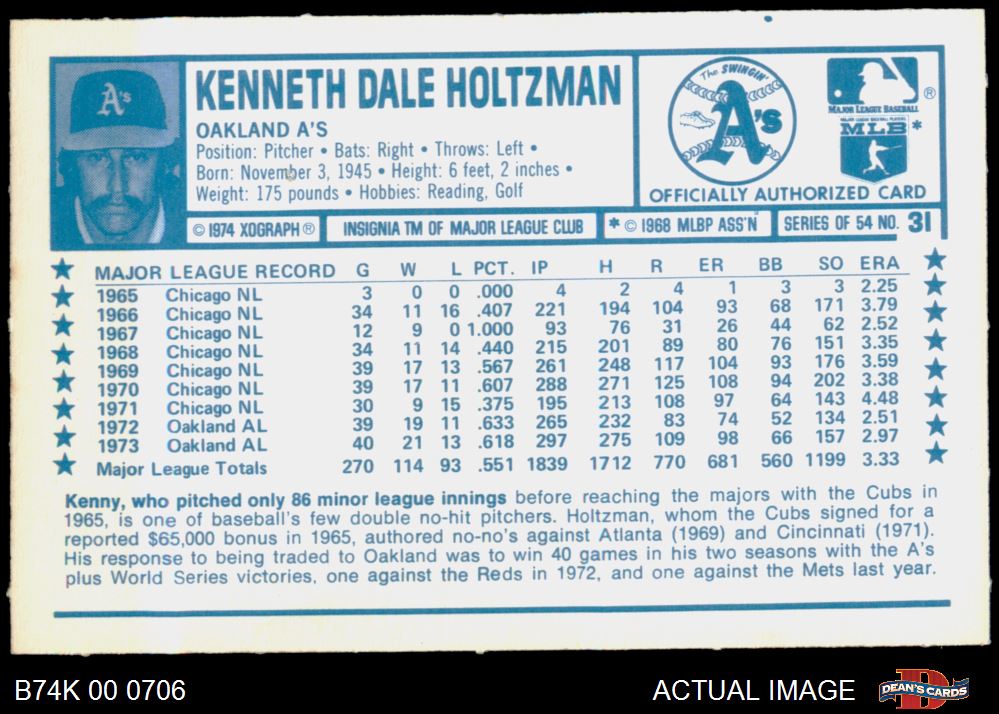 A's
KENNETH DALE HOLTZMAN
OAKLAND A'S
Position: Pitcher • Bats: Right • Throws: Left •
Born: November 3, 1945 • Height: 6 feet, 2 inches •
Weight: 175 pounds • Hobbies: Reading, Golf
The SWINGIN'
A's
MAJOR LEAGUE BASEBALL ®
MAJOR LEAGUE BASEBALL PLAYERS
MLB *
OFFICIALLY AUTHORIZED CARD
© 1974 XOGRAPH ®
INSIGNIA TM OF MAJOR LEAGUE CLUB
* © 1968 MLBP ASS'N
SERIES OF 54 NO. 31
MAJOR LEAGUE RECORD G W L PCT. IP H R ER BB SO ERA
1965 Chicago NL 3 0 0 .000 4 2 4 1 3 3 2.25
1966 Chicago NL 34 11 16 .407 221 194 104 93 68 171 3.79
1967 Chicago NL 12 9 0 1.000 93 76 31 26 44 62 2.52
1968 Chicago NL 34 11 14 .440 215 201 89 80 76 151 3.35
1969 Chicago NL 39 17 13 .567 261 248 117 104 93 176 3.59
1970 Chicago NL 39 17 11 .607 288 271 125 108 94 202 3.38
1971 Chicago NL 30 9 15 .375 195 213 108 97 64 143 4.48
1972 Oakland AL 39 19 11 .633 265 232 83 74 52 134 2.51
1973 Oakland AL 40 21 13 .618 297 275 109 98 66 157 2.97
Major League Totals 270 114 93 .551 1839 1712 770 681 560 1199 3.33
Kenny, who pitched only 86 minor league innings before reaching the majors with the Cubs in
1965, is one of baseball's few double no-hit pitchers. Holtzman, whom the Cubs signed for a
reported $65,000 bonus in 1965, authored no-no's against Atlanta (1969) and Cincinnati (1971).
His response to being traded to Oakland was to win 40 games in his two seasons with the A's
plus World Series victories, one against the Reds in 1972, and one against the Mets last year.
B74K 00 0706
ACTUAL IMAGE
DEAN'S CARDS